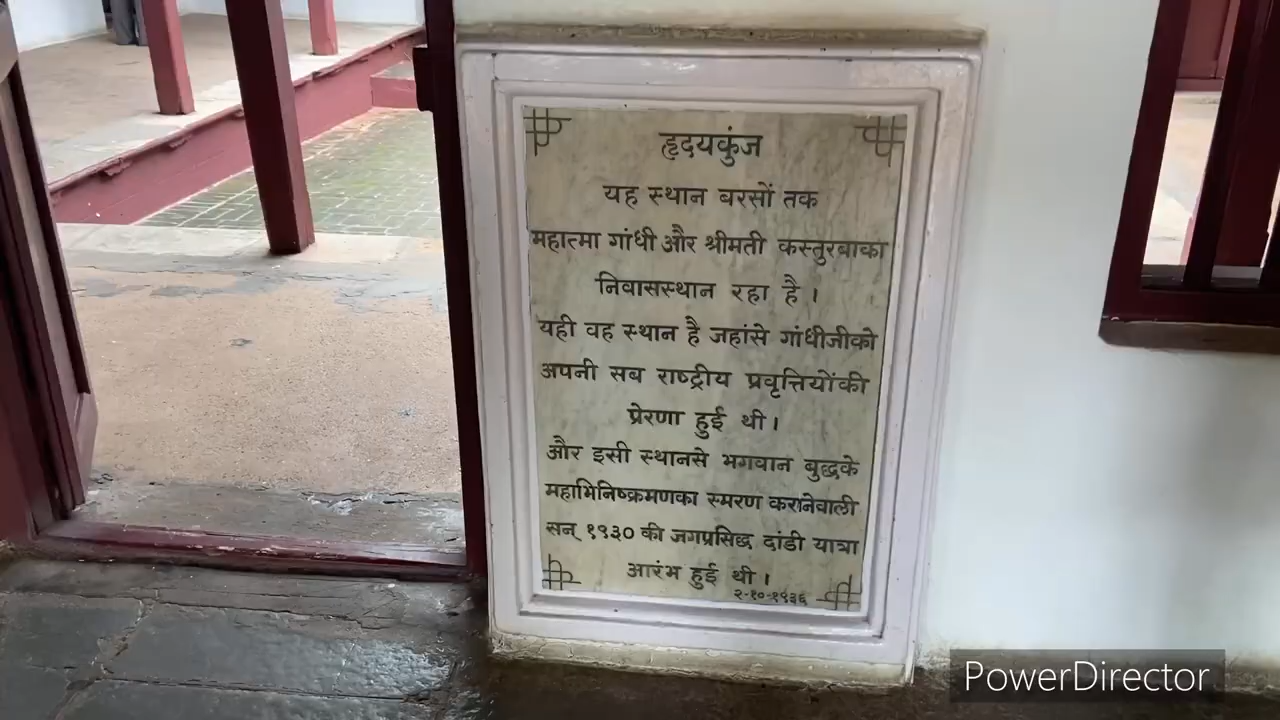 हृदयकुंज
यह स्थान बरसों तक
महात्मा गांधी और श्रीमती कस्तुरबाका
निवासस्थान रहा है ।
यही वह स्थान है जहांसे गांधीजीको
अपनी सब राष्ट्रीय प्रवृत्तियोंकी
प्रेरणा हुई थी ।
और इसी स्थानसे भगवान बुद्धके
महाभिनिष्क्रमणका स्मरण करानेवाली
सन् १९३० की जगप्रसिद्ध दांडी यात्रा
आरंभ हुई थी ।
२-१०-१९३६
PowerDirector